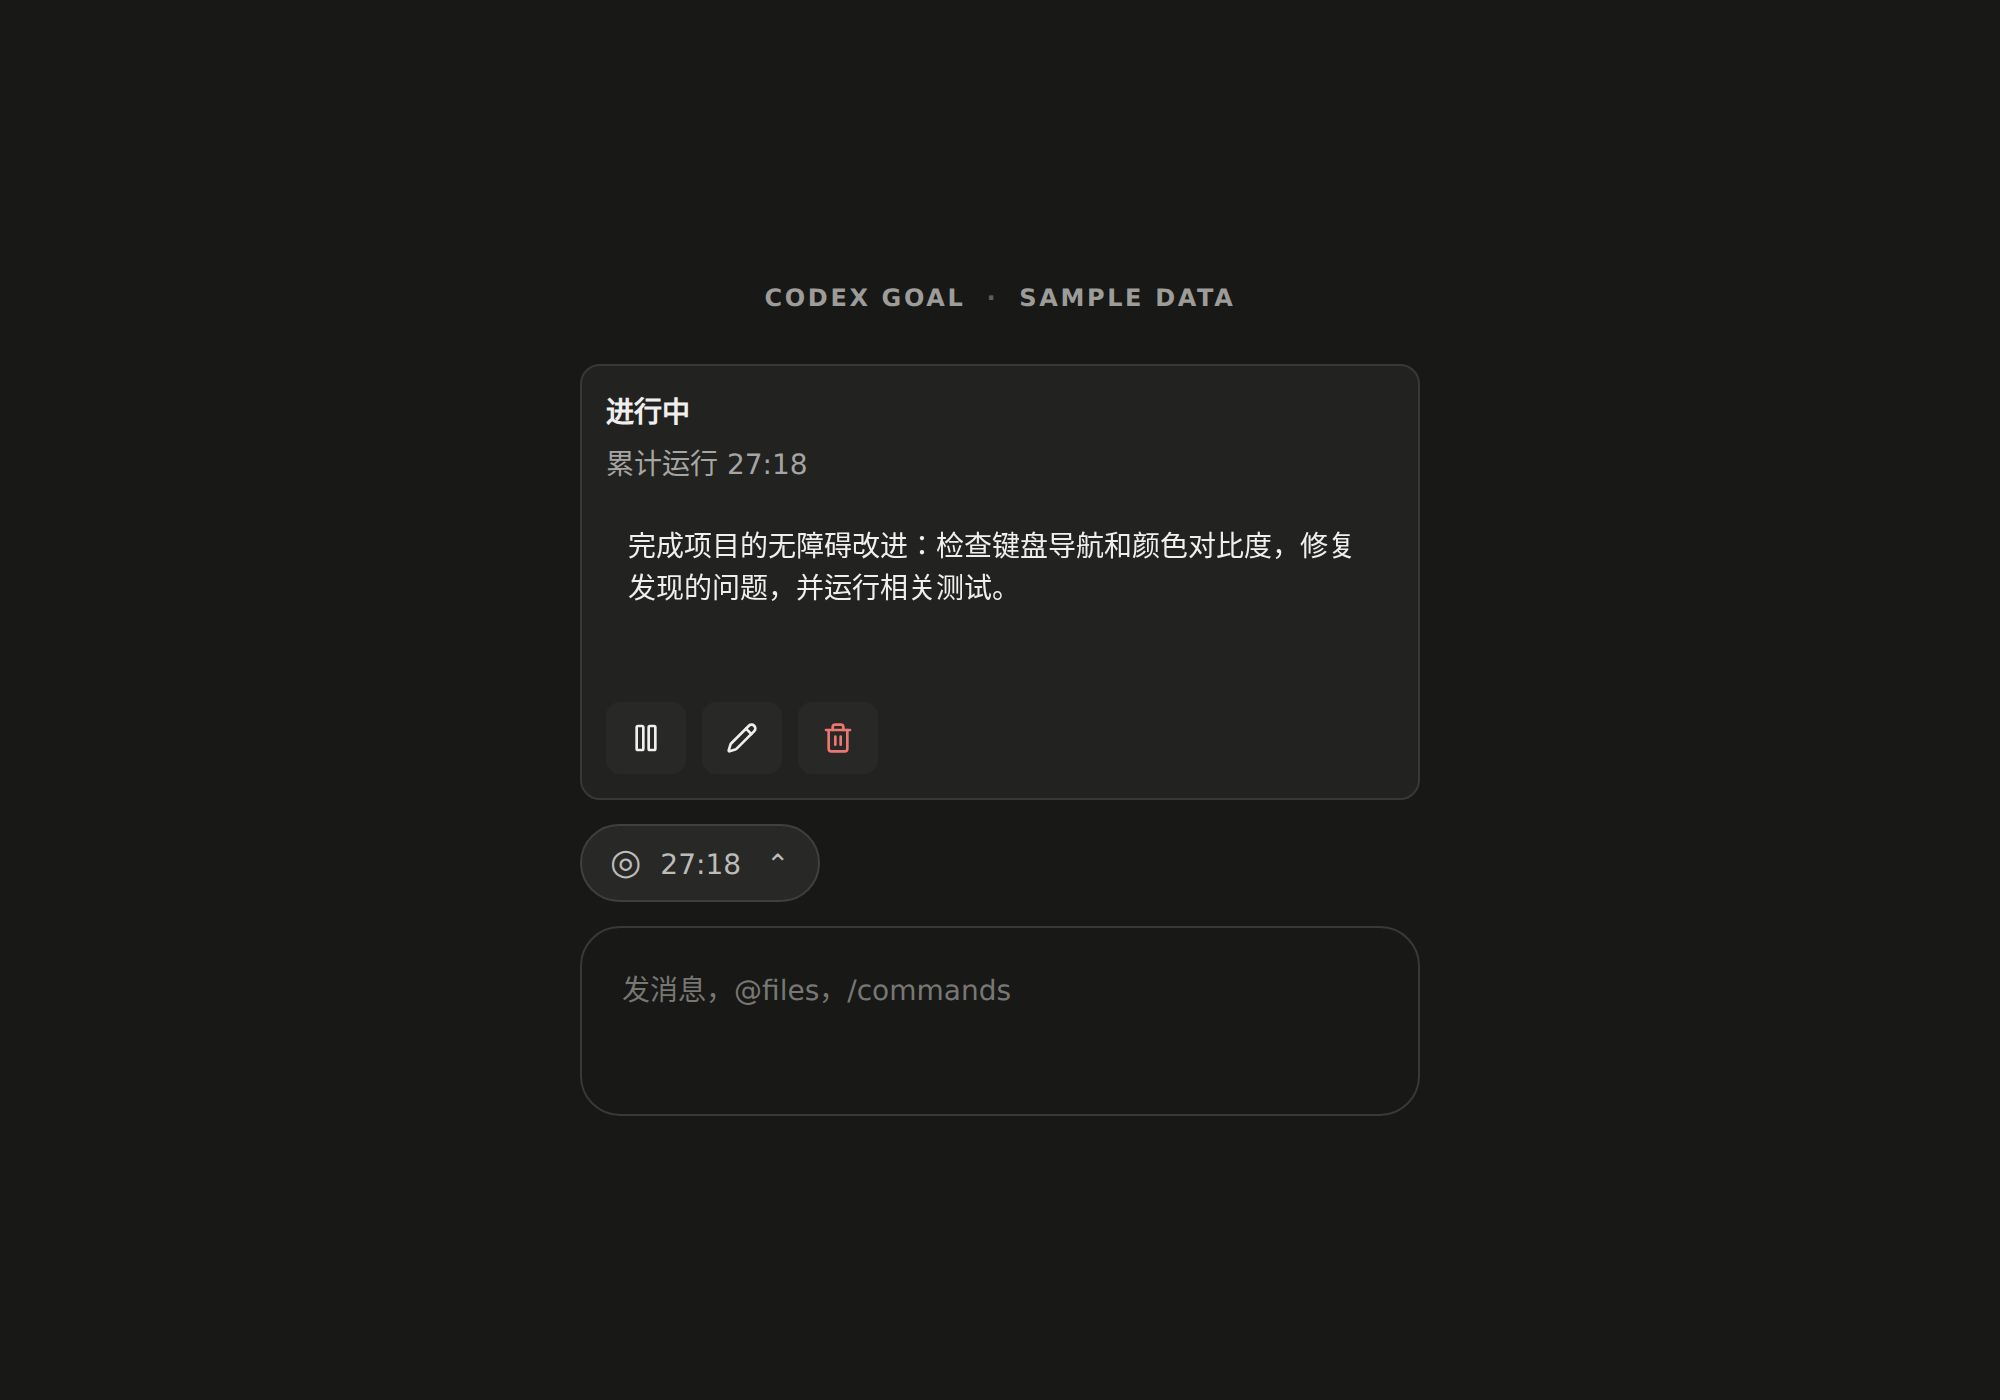 CODEX GOAL · SAMPLE DATA
进行中
累计运行 27:18
完成项目的无障碍改进：检查键盘导航和颜色对比度，修复
发现的问题，并运行相关测试。
27:18
发消息，@files，/commands